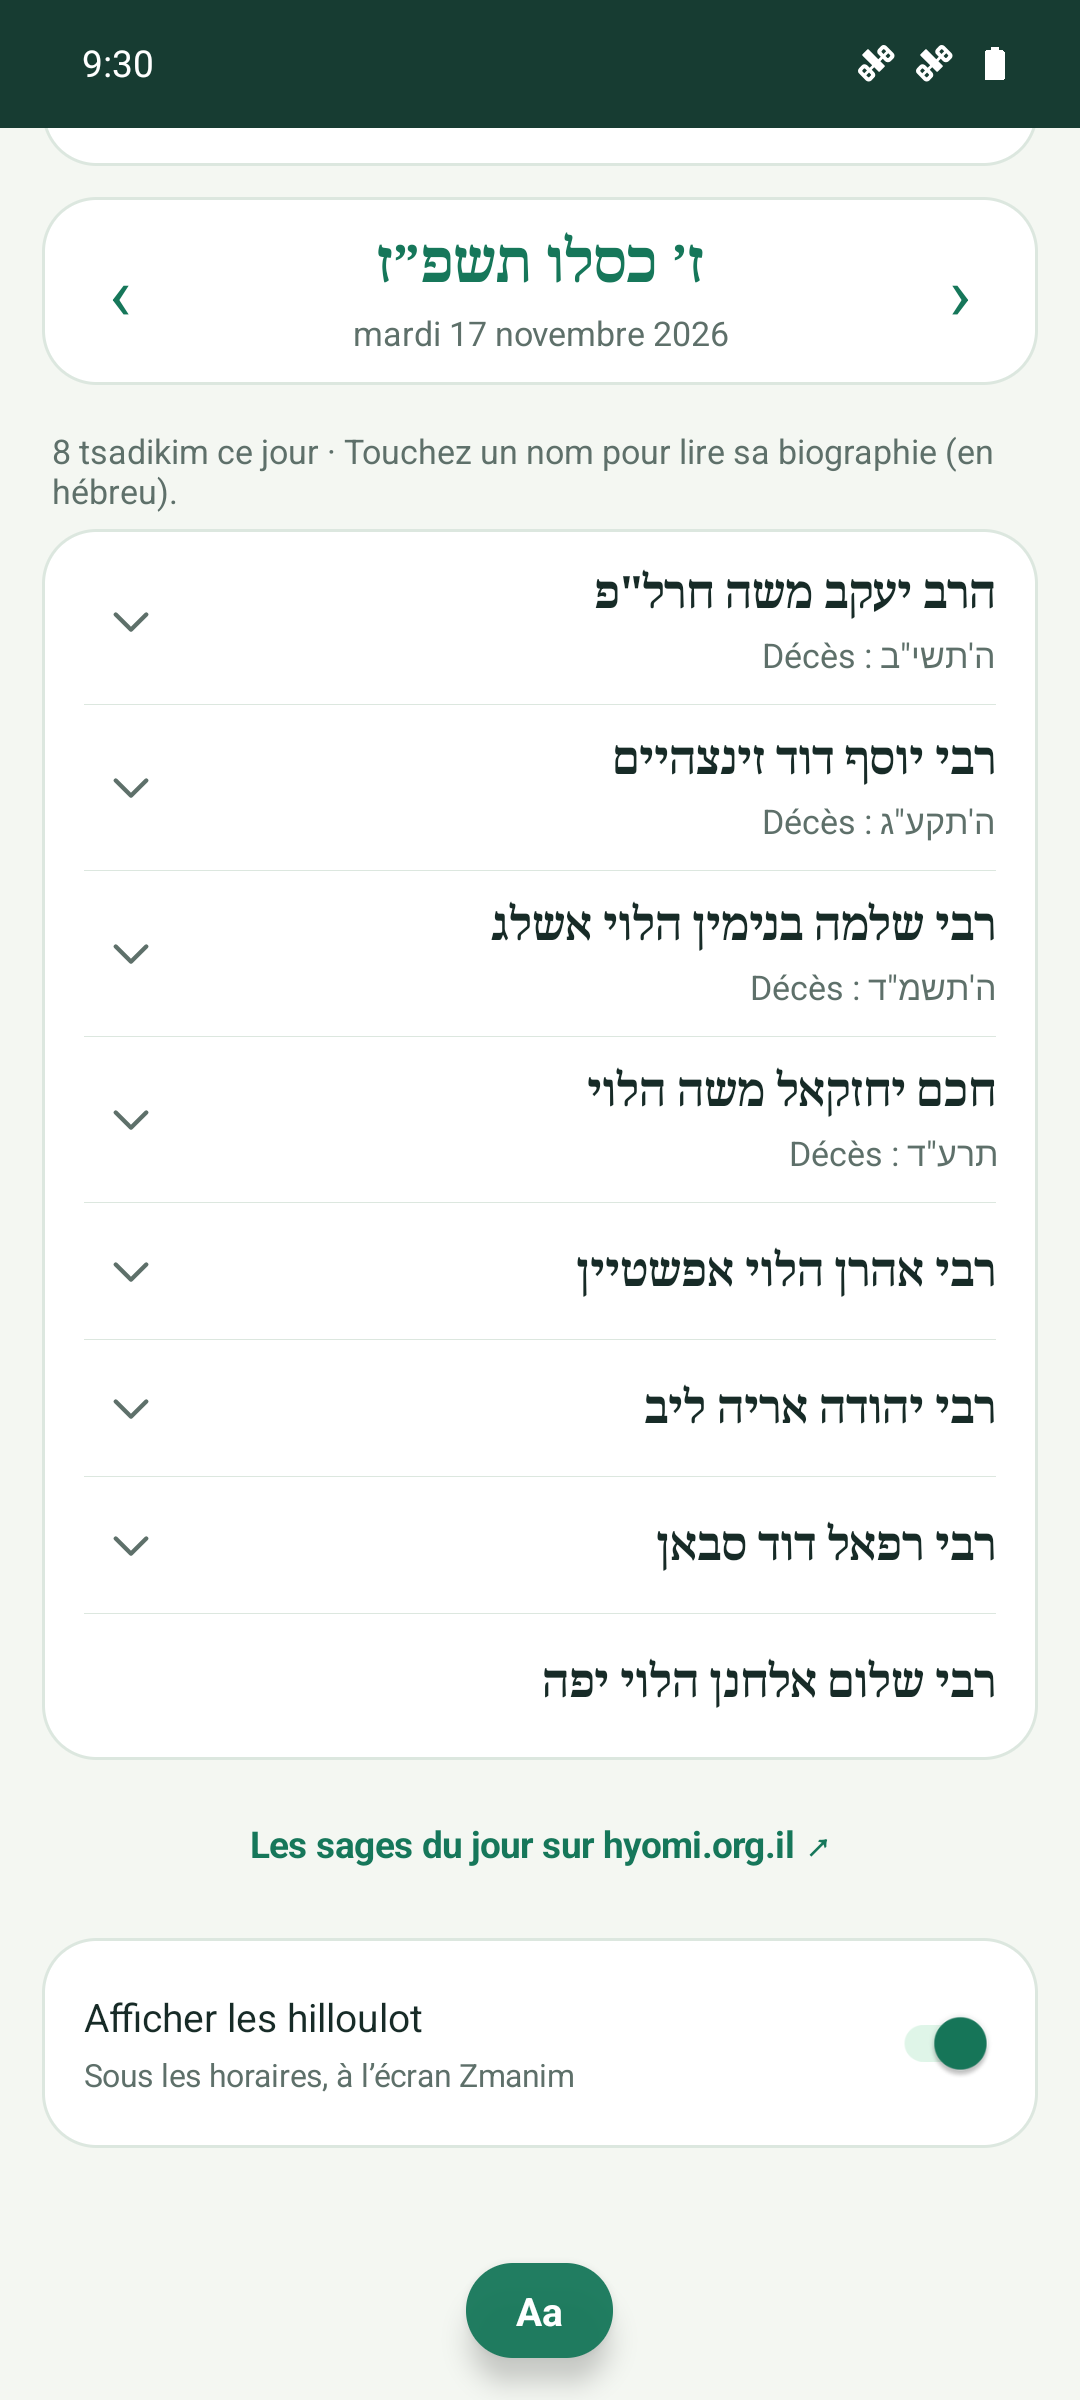 9:30
ז׳ כסלו תשפ״ז
mardi 17 novembre 2026
8 tsadikim ce jour · Touchez un nom pour lire sa biographie (en
hébreu).
הרב יעקב משה חרל"פ
Décès : ה'תשי"ב
רבי יוסף דוד זינצהיים
Décès : ה'תקע"ג
רבי שלמה בנימין הלוי אשלג
Décès : ה'תשמ"ד
חכם יחזקאל משה הלוי
Décès : תרע"ד
רבי אהרן הלוי אפשטיין
רבי יהודה אריה ליב
רבי רפאל דוד סבאן
רבי שלום אלחנן הלוי יפה
Les sages du jour sur hyomi.org.il ↗
Afficher les hilloulot
Sous les horaires, à l’écran Zmanim
Aa